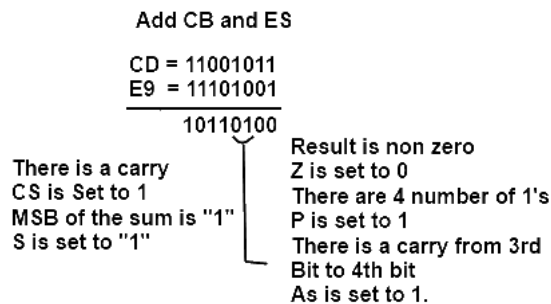 Add CB and ES
CD = 11001011
E9 = 11101001
10110100
There is a carry
CS is Set to 1
MSB of the sum is "1"
S is set to "1"
Result is non zero
Z is set to 0
There are 4 number of 1's
P is set to 1
There is a carry from 3rd
Bit to 4th bit
As is set to 1.